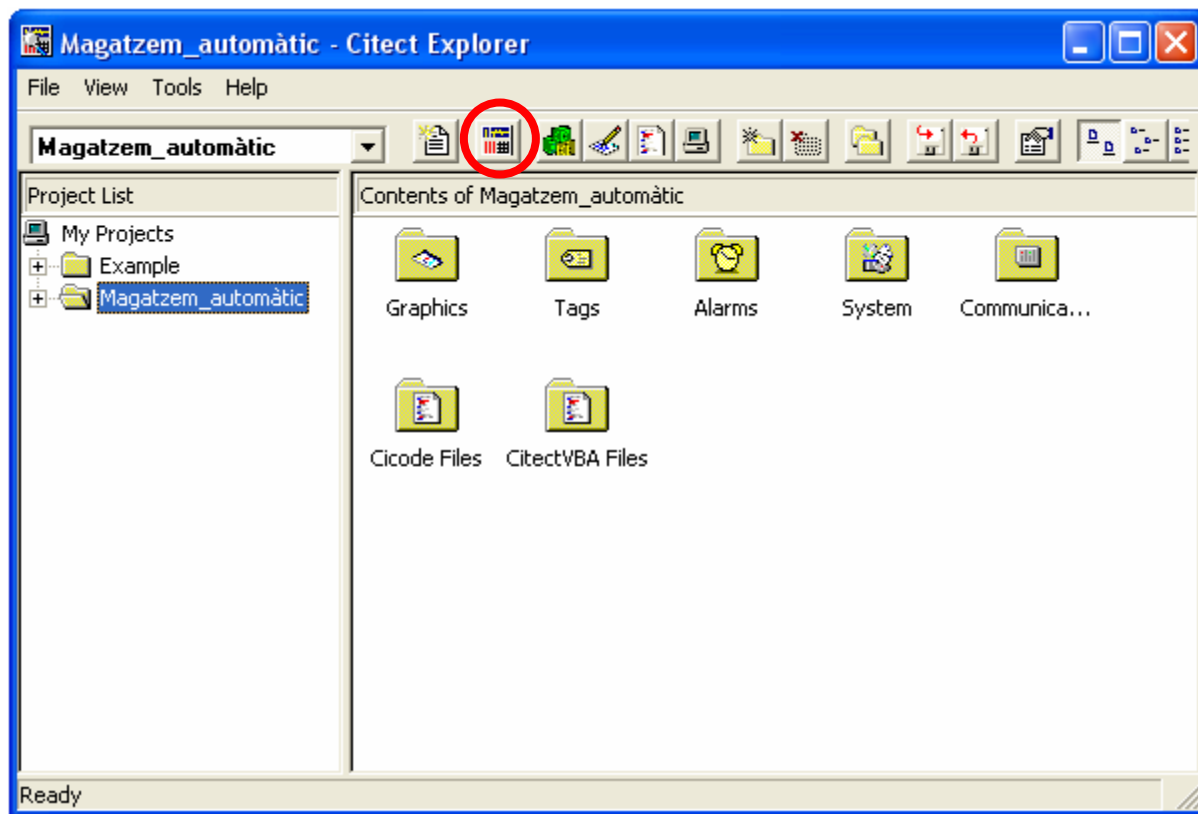 Magatzem_automàtic - Citect Explorer
File View Tools Help
Magatzem_automàtic
Project List
Contents of Magatzem_automàtic
My Projects
Example
Magatzem_automàtic
Graphics Tags Alarms System Communica...
Cicode Files CitectVBA Files
Ready